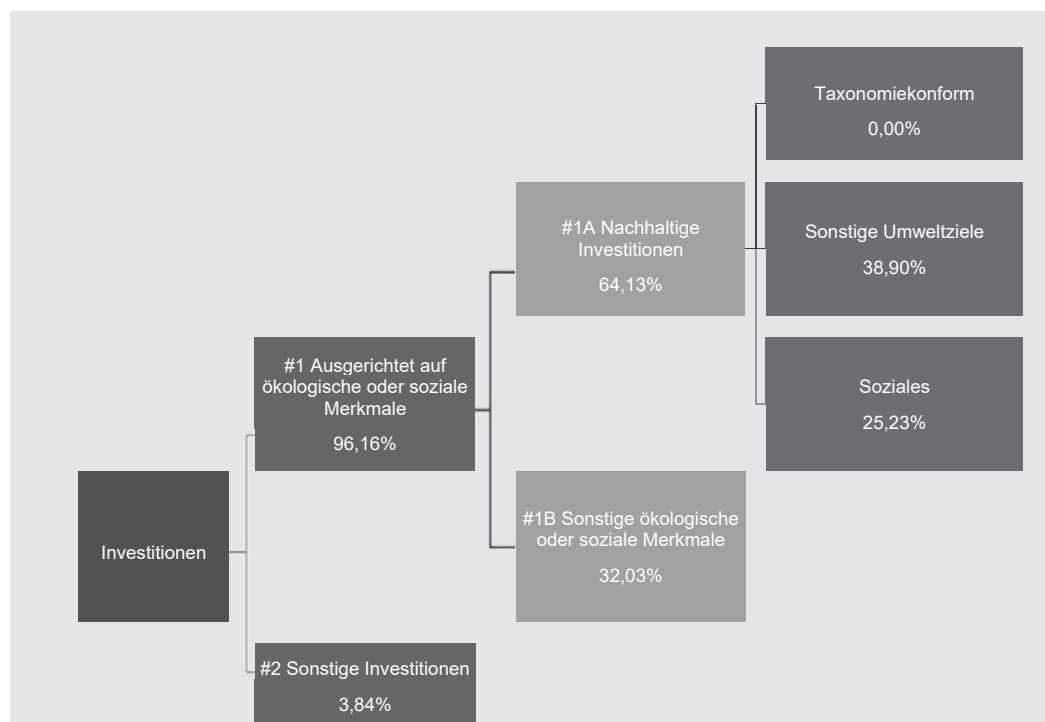 Taxonomiekonform
0,00%
#1A Nachhaltige
Investitionen
64,13%
Sonstige Umweltziele
38,90%
#1 Ausgerichtet auf
ökologische oder soziale
Merkmale
96,16%
Soziales
25,23%
Investitionen
#1B Sonstige ökologische
oder soziale Merkmale
32,03%
#2 Sonstige Investitionen
3,84%